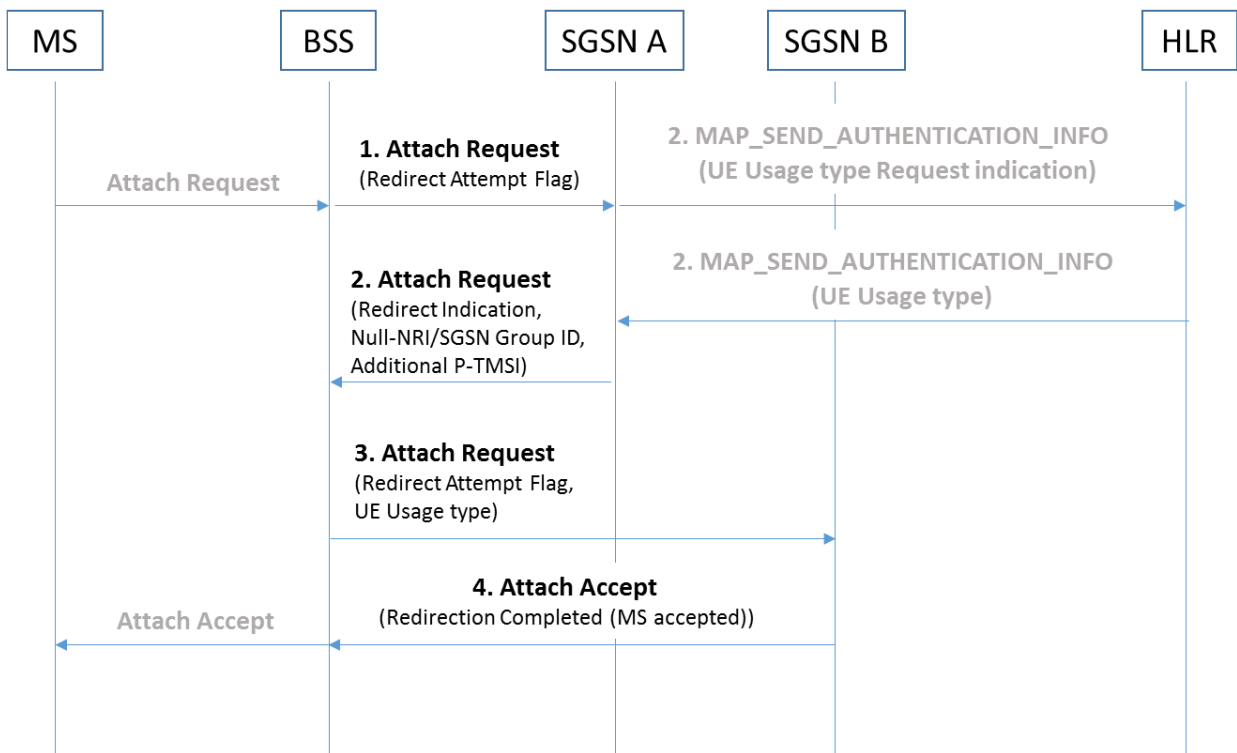 MS
BSS
SGSN A
SGSN B
HLR
Attach Request
1. Attach Request
(Redirect Attempt Flag)
2. MAP_SEND_AUTHENTICATION_INFO
(UE Usage type Request indication)
2. Attach Request
(Redirect Indication,
Null-NRI/SGSN Group ID,
Additional P-TMSI)
2. MAP_SEND_AUTHENTICATION_INFO
(UE Usage type)
3. Attach Request
(Redirect Attempt Flag,
UE Usage type)
4. Attach Accept
(Redirection Completed (MS accepted))
Attach Accept